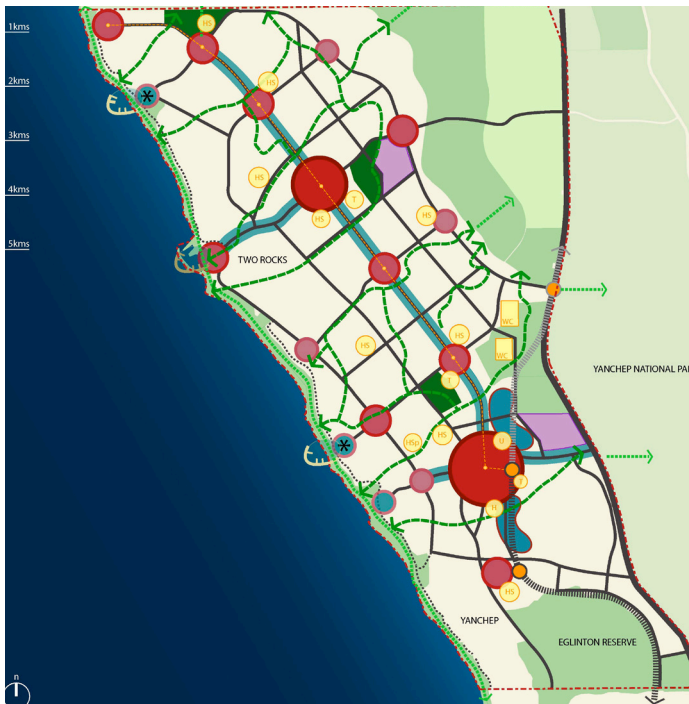 1kms
HS
2kms
HS
3kms
HS
T
4kms
HS
HS
5kms
TWO ROCKS
WC
HS
HS
WC
YANCHEP NATIONAL PAR
T
HS
HSp
U
T
H
HS
YANCHEP
EGLINTON RESERVE
n